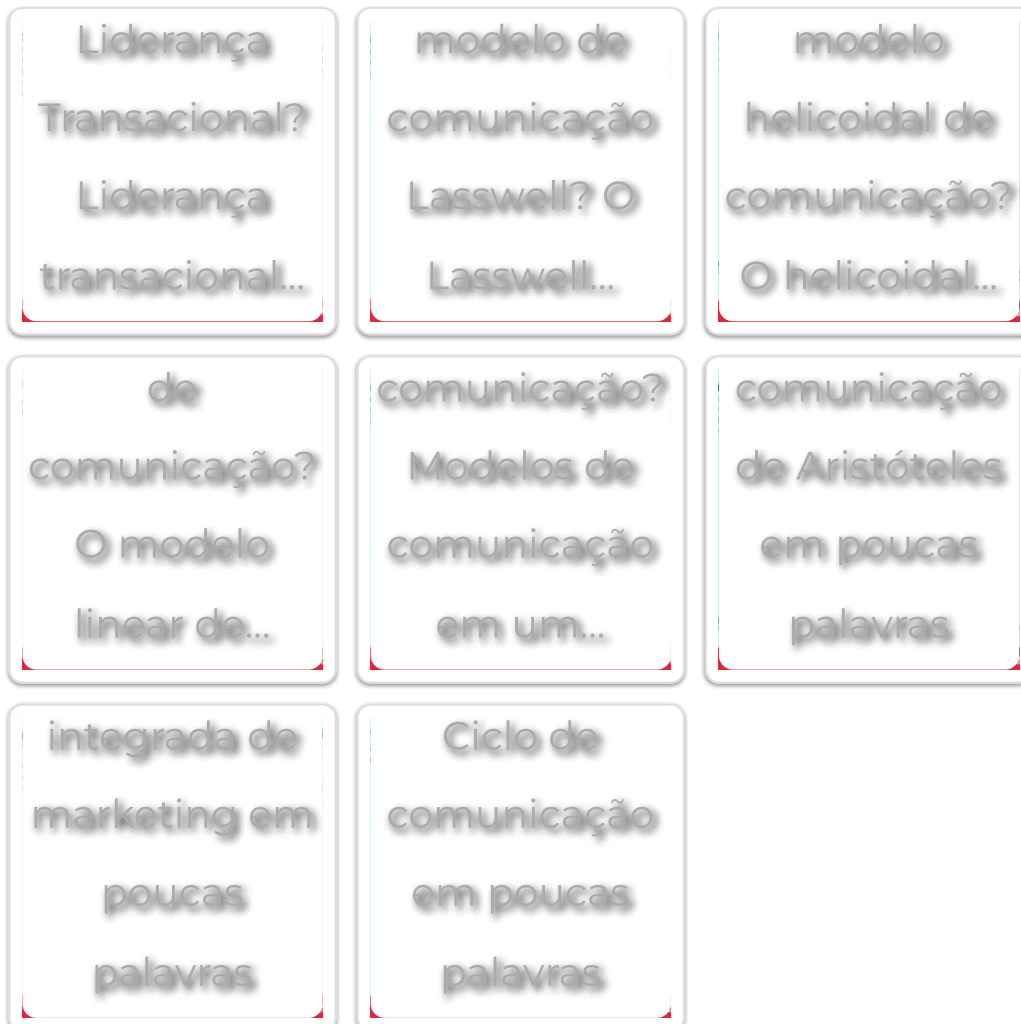 Liderança
Transacional?
Liderança
transacional...
modelo de
comunicação
Lasswell? O
Lasswell...
modelo
helicoidal de
comunicação?
O helicoidal...
de
comunicação?
O modelo
linear de...
comunicação?
Modelos de
comunicação
em um...
comunicação
de Aristóteles
em poucas
palavras
integrada de
marketing em
poucas
palavras
Ciclo de
comunicação
em poucas
palavras